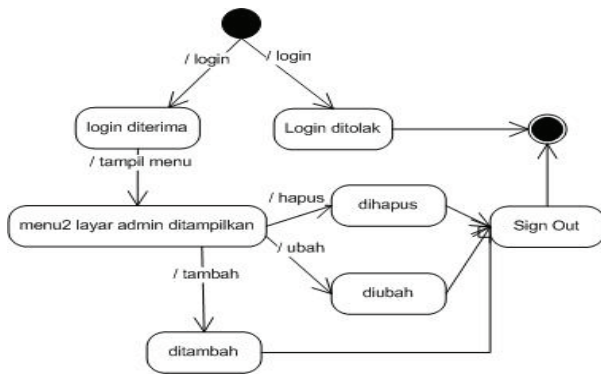 / login
/ login
login diterima
Login ditolak
/ tampil menu
menu2 layar admin ditampilkan
/ hapus
dihapus
Sign Out
/ ubah
/ tambah
diubah
ditambah